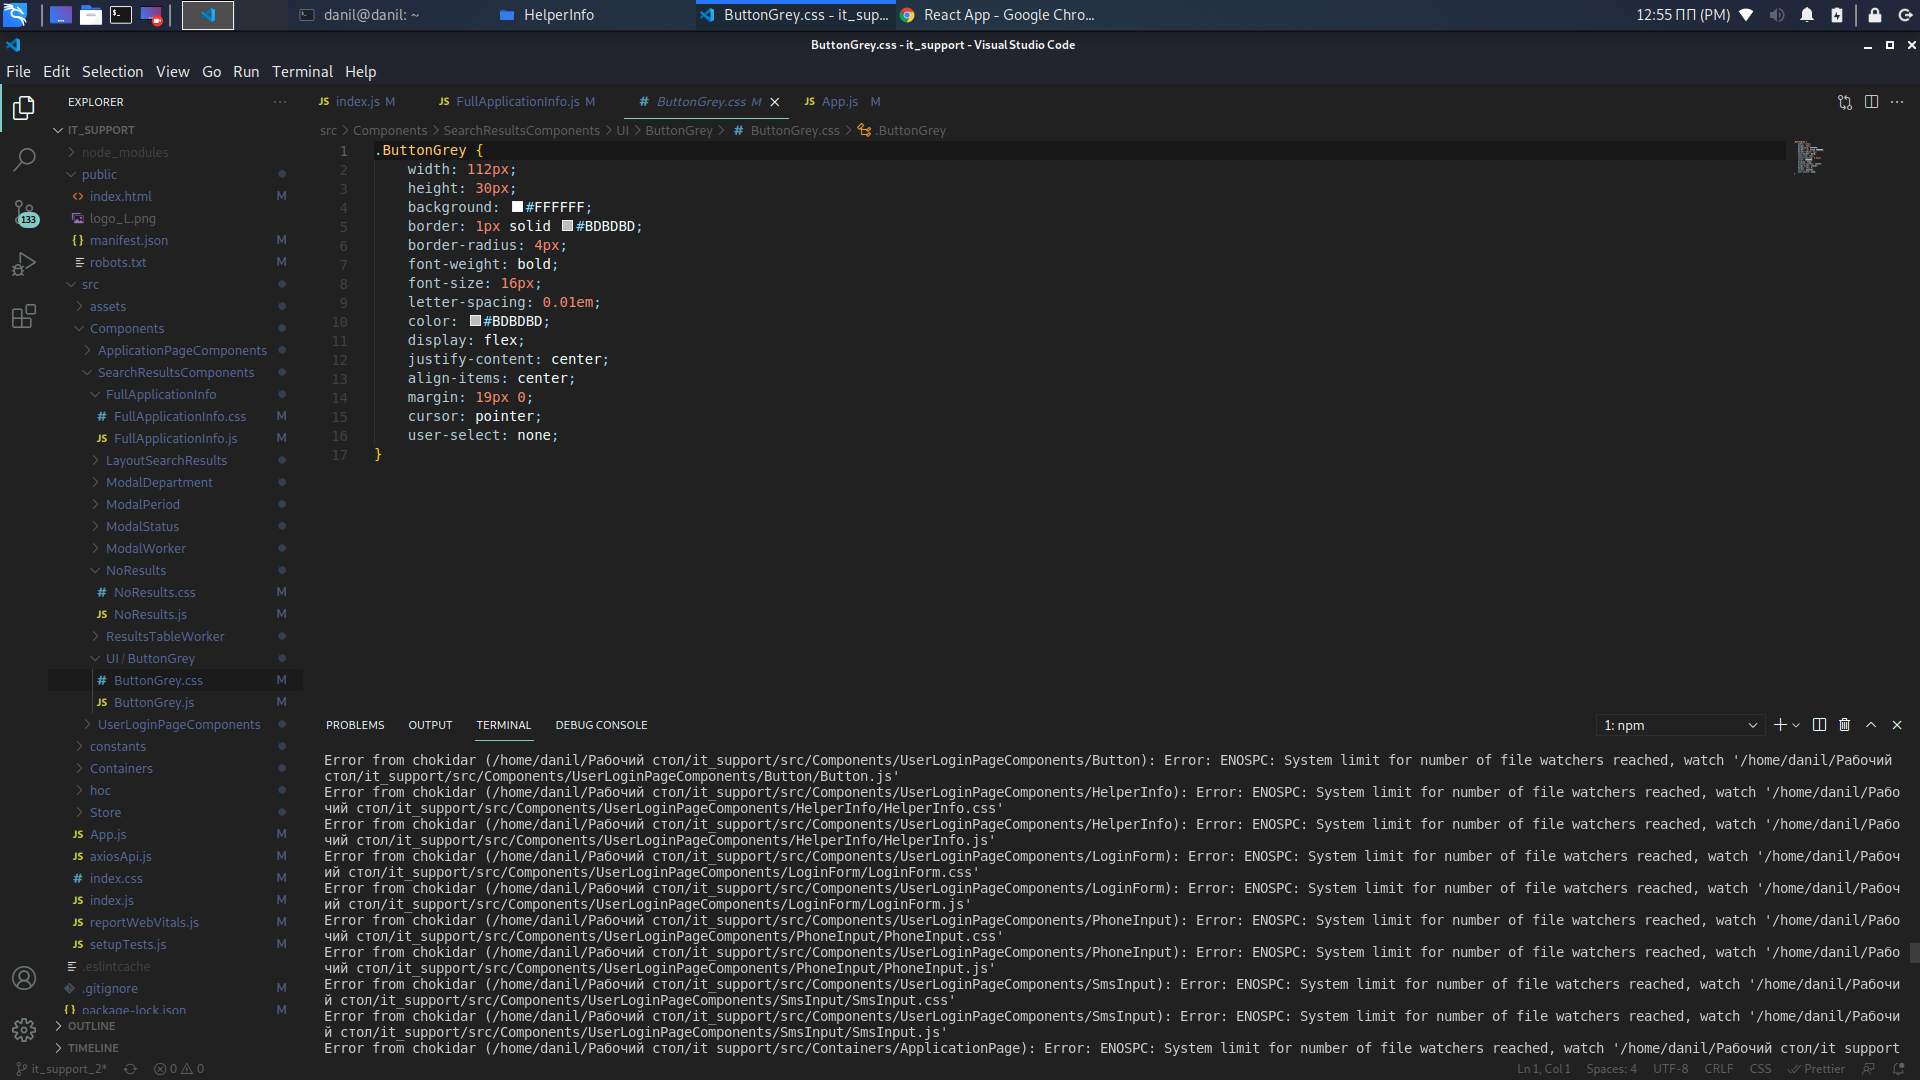 danil@danil: ~
HelperInfo
ButtonGrey.css - it_sup...
React App - Google Chro...
12:55 ПП (PM)
ButtonGrey.css - it_support - Visual Studio Code
File Edit Selection View Go Run Terminal Help
EXPLORER
JS index.js M
JS FullApplicationInfo.js M
# ButtonGrey.css M
JS App.js M
IT_SUPPORT
src > Components > SearchResultsComponents > UI > ButtonGrey > # ButtonGrey.css > .ButtonGrey
node_modules
public
index.html M
logo_L.png
manifest.json M
robots.txt M
src
assets
Components
ApplicationPageComponents
SearchResultsComponents
FullApplicationInfo
# FullApplicationInfo.css M
JS FullApplicationInfo.js M
LayoutSearchResults
ModalDepartment
ModalPeriod
ModalStatus
ModalWorker
NoResults
# NoResults.css M
JS NoResults.js M
ResultsTableWorker
UI / ButtonGrey
# ButtonGrey.css M
JS ButtonGrey.js M
UserLoginPageComponents
constants
Containers
hoc
Store
JS App.js M
JS axiosApi.js M
# index.css M
JS index.js M
JS reportWebVitals.js M
JS setupTests.js M
.eslintcache
.gitignore M
package-lock.json M
OUTLINE
TIMELINE
133
1 .ButtonGrey {
2 width: 112px;
3 height: 30px;
4 background: #FFFFFF;
5 border: 1px solid #BDBDBD;
6 border-radius: 4px;
7 font-weight: bold;
8 font-size: 16px;
9 letter-spacing: 0.01em;
10 color: #BDBDBD;
11 display: flex;
12 justify-content: center;
13 align-items: center;
14 margin: 19px 0;
15 cursor: pointer;
16 user-select: none;
17 }
PROBLEMS OUTPUT TERMINAL DEBUG CONSOLE
1: npm
Error from chokidar (/home/danil/Рабочий стол/it_support/src/Components/UserLoginPageComponents/Button): Error: ENOSPC: System limit for number of file watchers reached, watch '/home/danil/Рабочий
стол/it_support/src/Components/UserLoginPageComponents/Button/Button.js'
Error from chokidar (/home/danil/Рабочий стол/it_support/src/Components/UserLoginPageComponents/HelperInfo): Error: ENOSPC: System limit for number of file watchers reached, watch '/home/danil/Рабо
чий стол/it_support/src/Components/UserLoginPageComponents/HelperInfo/HelperInfo.css'
Error from chokidar (/home/danil/Рабочий стол/it_support/src/Components/UserLoginPageComponents/HelperInfo): Error: ENOSPC: System limit for number of file watchers reached, watch '/home/danil/Рабо
чий стол/it_support/src/Components/UserLoginPageComponents/HelperInfo/HelperInfo.js'
Error from chokidar (/home/danil/Рабочий стол/it_support/src/Components/UserLoginPageComponents/LoginForm): Error: ENOSPC: System limit for number of file watchers reached, watch '/home/danil/Рабоч
ий стол/it_support/src/Components/UserLoginPageComponents/LoginForm/LoginForm.css'
Error from chokidar (/home/danil/Рабочий стол/it_support/src/Components/UserLoginPageComponents/LoginForm): Error: ENOSPC: System limit for number of file watchers reached, watch '/home/danil/Рабоч
ий стол/it_support/src/Components/UserLoginPageComponents/LoginForm/LoginForm.js'
Error from chokidar (/home/danil/Рабочий стол/it_support/src/Components/UserLoginPageComponents/PhoneInput): Error: ENOSPC: System limit for number of file watchers reached, watch '/home/danil/Рабо
чий стол/it_support/src/Components/UserLoginPageComponents/PhoneInput/PhoneInput.css'
Error from chokidar (/home/danil/Рабочий стол/it_support/src/Components/UserLoginPageComponents/PhoneInput): Error: ENOSPC: System limit for number of file watchers reached, watch '/home/danil/Рабо
чий стол/it_support/src/Components/UserLoginPageComponents/PhoneInput/PhoneInput.js'
Error from chokidar (/home/danil/Рабочий стол/it_support/src/Components/UserLoginPageComponents/SmsInput): Error: ENOSPC: System limit for number of file watchers reached, watch '/home/danil/Рабочи
й стол/it_support/src/Components/UserLoginPageComponents/SmsInput/SmsInput.css'
Error from chokidar (/home/danil/Рабочий стол/it_support/src/Components/UserLoginPageComponents/SmsInput): Error: ENOSPC: System limit for number of file watchers reached, watch '/home/danil/Рабочи
й стол/it_support/src/Components/UserLoginPageComponents/SmsInput/SmsInput.js'
Error from chokidar (/home/danil/Рабочий стол/it support/src/Containers/ApplicationPage): Error: ENOSPC: System limit for number of file watchers reached, watch '/home/danil/Рабочий стол/it support
it_support_2* 0 0
Ln 1, Col 1 Spaces: 4 UTF-8 CRLF CSS Prettier